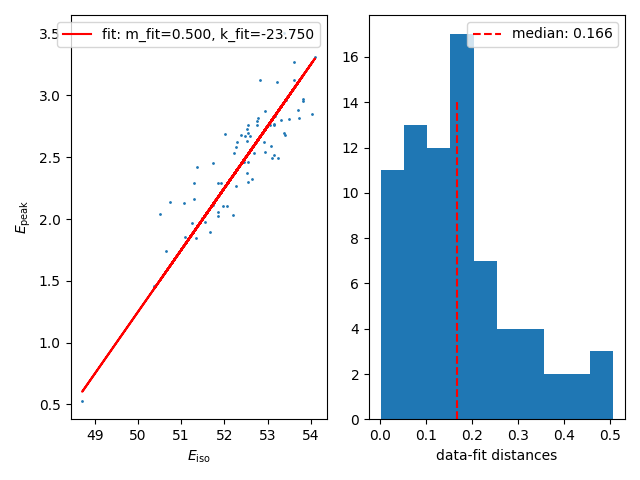 fit: m_fit=0.500, k_fit=-23.750
3.5
3.0
2.5
2.0
1.5
1.0
0.5
E_peak
49 50 51 52 53 54
E_iso
median: 0.166
16
14
12
10
8
6
4
2
0
0.0 0.1 0.2 0.3 0.4 0.5
data-fit distances